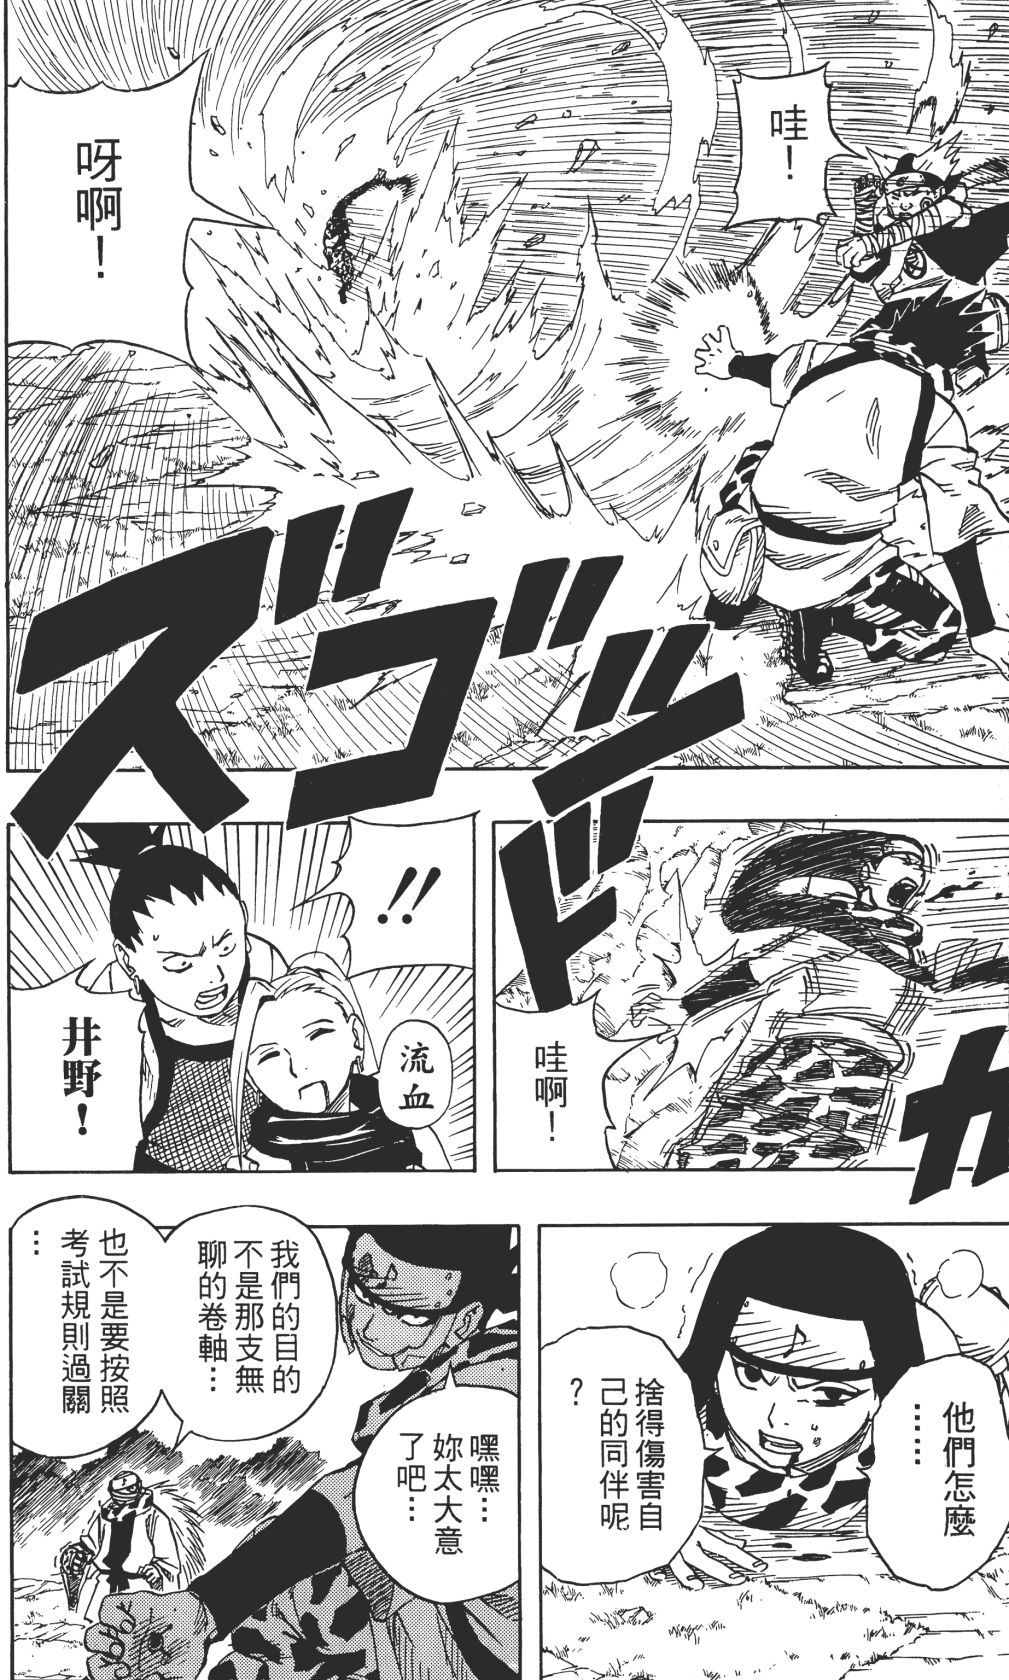 哇！
呀啊！
ズゴゴッ
ドカ
哇啊！
!!
流血
井野！
他們怎麼
……
捨得傷害自
己的同伴呢
？
嘿嘿…
妳太大意
了吧…
我們的目的
不是那支無
聊的卷軸…
也不是要按照
考試規則過關
…